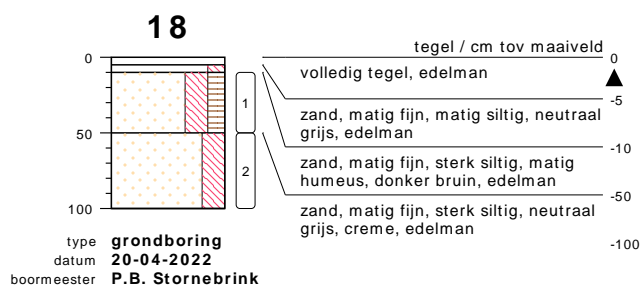 18
tegel / cm tov maaiveld
0
0
volledig tegel, edelman
-5
zand, matig fijn, matig siltig, neutraal
grijs, edelman
1
50
-10
zand, matig fijn, sterk siltig, matig
humeus, donker bruin, edelman
2
-50
zand, matig fijn, sterk siltig, neutraal
grijs, creme, edelman
100
-100
type grondboring
datum 20-04-2022
boormeester P.B. Stornebrink